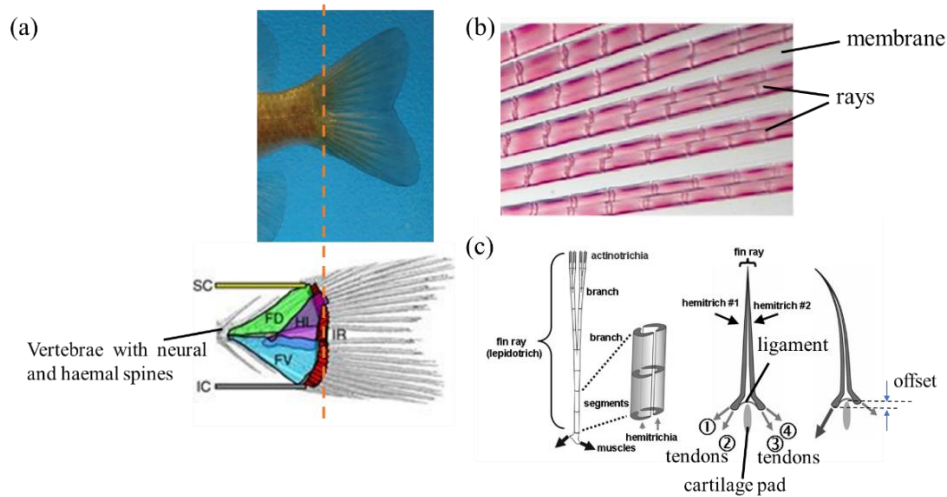 (a)
SC
FD
HL
IR
FV
IC
Vertebrae with neural
and haemal spines
(b)
membrane
rays
(c)
actinotrichia
branch
fin ray
(lepidotrich)
branch
segments
hemitrichia
muscles
fin ray
hemitrich #1
hemitrich #2
ligament
offset
① ② ③ ④
tendons tendons
cartilage pad